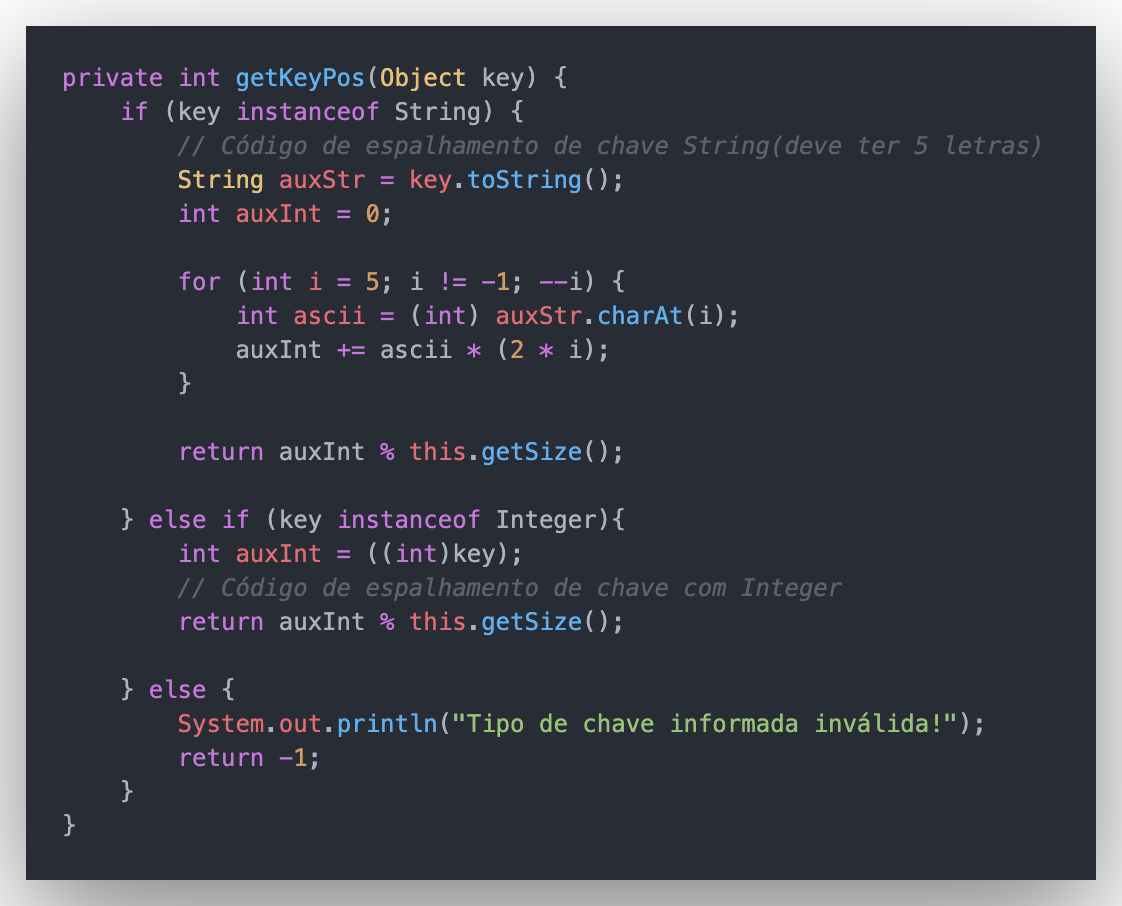 private int getKeyPos(Object key) {
    if (key instanceof String) {
        // Código de espalhamento de chave String(deve ter 5 letras)
        String auxStr = key.toString();
        int auxInt = 0;

        for (int i = 5; i != -1; --i) {
            int ascii = (int) auxStr.charAt(i);
            auxInt += ascii * (2 * i);
        }

        return auxInt % this.getSize();

    } else if (key instanceof Integer){
        int auxInt = ((int)key);
        // Código de espalhamento de chave com Integer
        return auxInt % this.getSize();

    } else {
        System.out.println("Tipo de chave informada inválida!");
        return -1;
    }
}